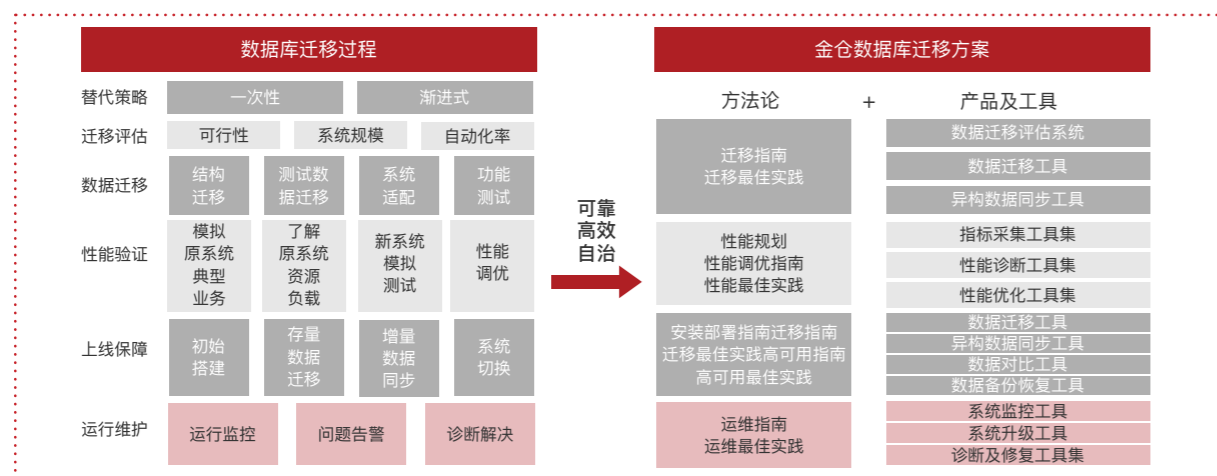 数据库迁移过程
替代策略
一次性
渐进式
迁移评估
可行性
系统规模
自动化率
数据迁移
结构
迁移
测试数
据迁移
系统
适配
功能
测试
性能验证
模拟
原系统
典型
业务
了解
原系统
资源
负载
新系统
模拟
测试
性能
调优
上线保障
初始
搭建
存量
数据
迁移
增量
数据
同步
系统
切换
运行维护
运行监控
问题告警
诊断解决
可靠
高效
自治
金仓数据库迁移方案
方法论
+
产品及工具
迁移指南
迁移最佳实践
数据迁移评估系统
数据迁移工具
异构数据同步工具
性能规划
性能调优指南
性能最佳实践
指标采集工具集
性能诊断工具集
性能优化工具集
安装部署指南迁移指南
迁移最佳实践高可用指南
高可用最佳实践
数据迁移工具
异构数据同步工具
数据对比工具
数据备份恢复工具
运维指南
运维最佳实践
系统监控工具
系统升级工具
诊断及修复工具集